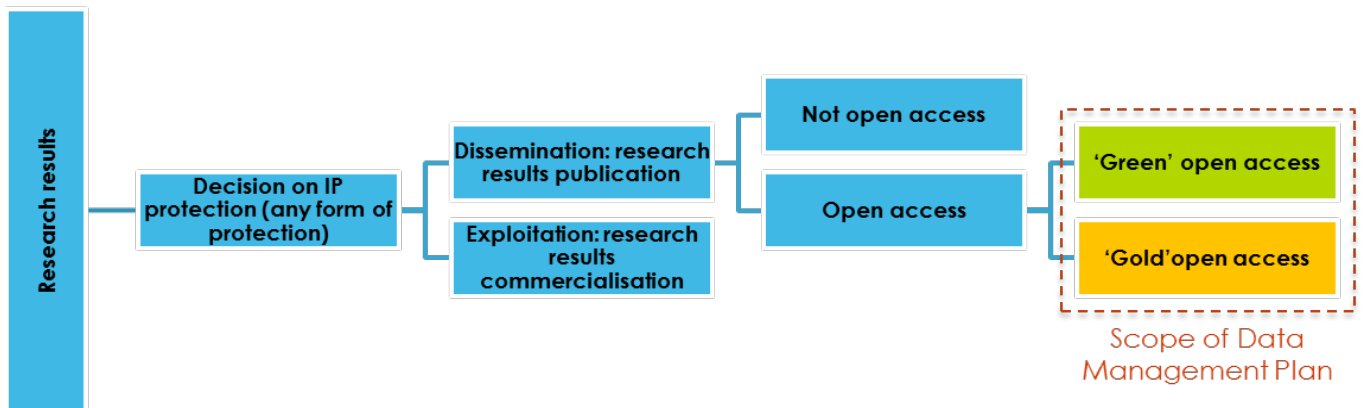 Research results
Decision on IP
protection (any form of
protection)
Dissemination: research
results publication
Exploitation: research
results
commercialisation
Not open access
Open access
‘Green’ open access
‘Gold’open access
Scope of Data
Management Plan